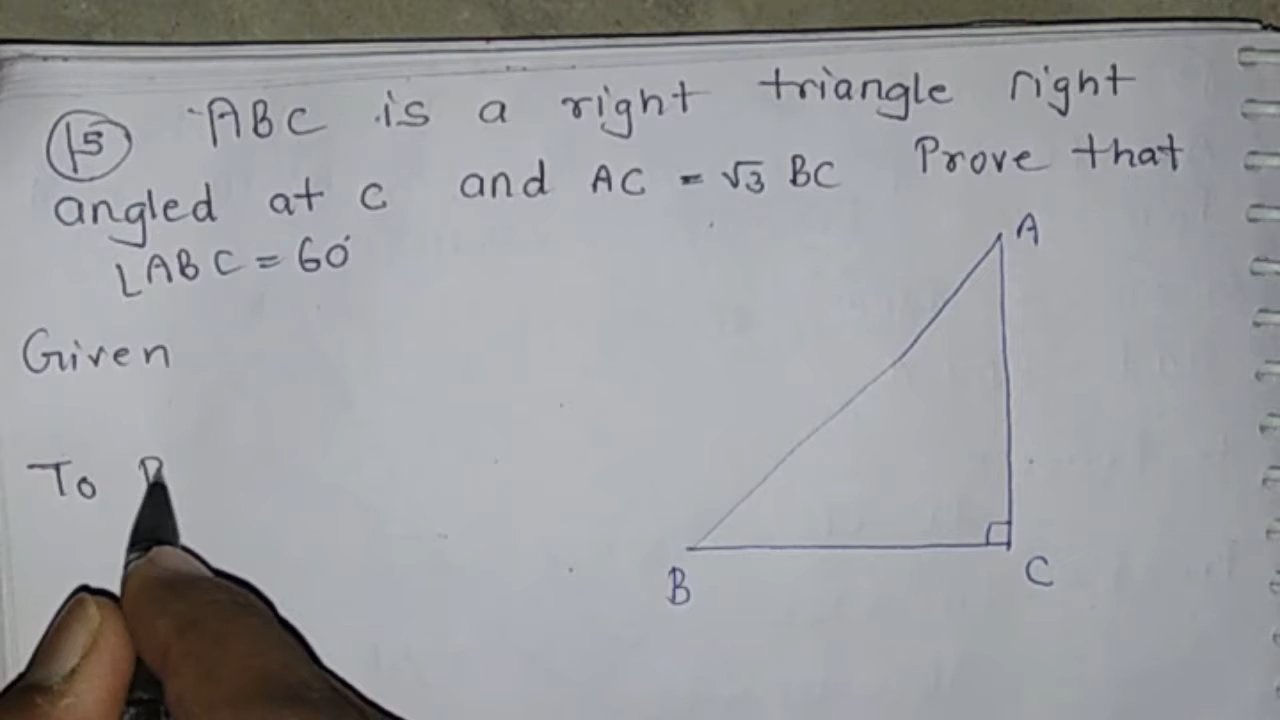 15 ABC is a right triangle right
angled at C and AC = √3 BC Prove that
∠ABC = 60°
Given
To P
A
B
C